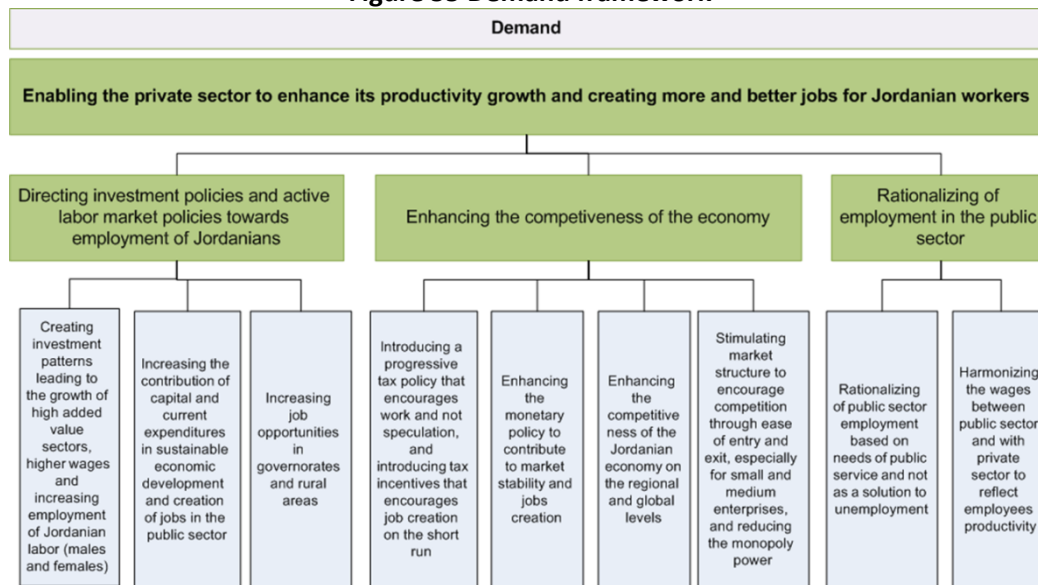 Figure 35 Demand framework
Demand
Enabling the private sector to enhance its productivity growth and creating more and better jobs for Jordanian workers
Directing investment policies and active
labor market policies towards
employment of Jordanians
Enhancing the competiveness of the economy
Rationalizing of
employment in the public
sector
Creating
investment
patterns
leading to
the growth of
high added
value
sectors,
higher wages
and
increasing
employment
of Jordanian
labor (males
and females)
Increasing the
contribution of
capital and
current
expenditures
in sustainable
economic
development
and creation
of jobs in the
public sector
Increasing
job
opportunities
in
governorates
and rural
areas
Introducing a
progressive
tax policy that
encourages
work and not
speculation,
and
introducing tax
incentives that
encourages
job creation
on the short
run
Enhancing
the
monetary
policy to
contribute
to market
stability and
jobs
creation
Enhancing
the
competitive
ness of the
Jordanian
economy on
the regional
and global
levels
Stimulating
market
structure to
encourage
competition
through ease
of entry and
exit, especially
for small and
medium
enterprises,
and reducing
the monopoly
power
Rationalizing
of public sector
employment
based on
needs of public
service and not
as a solution to
unemployment
Harmonizing
the wages
between
public sector
and with
private
sector to
reflect
employees
productivity